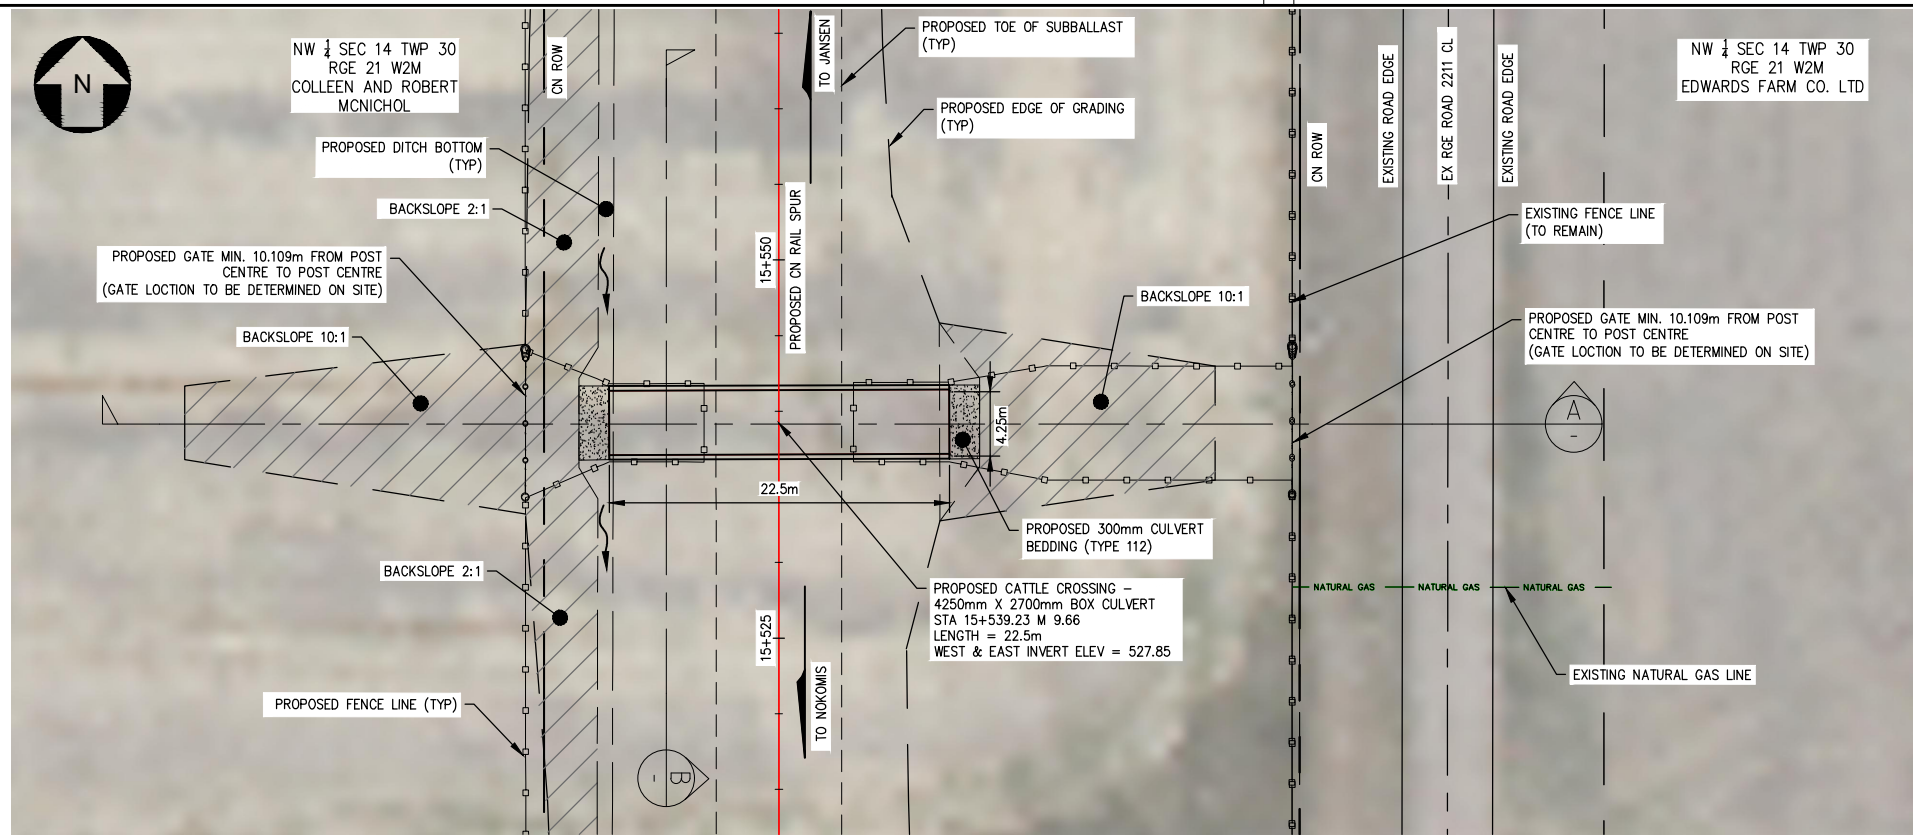 N
NW 1/4 SEC 14 TWP 30
RGE 21 W2M
COLLEEN AND ROBERT
MCNICHOL
CN ROW
TO JANSEN
PROPOSED TOE OF SUBBALLAST
(TYP)
PROPOSED EDGE OF GRADING
(TYP)
CN ROW
EXISTING ROAD EDGE
EX RGE ROAD 2211 CL
EXISTING ROAD EDGE
NW 1/4 SEC 14 TWP 30
RGE 21 W2M
EDWARDS FARM CO. LTD
PROPOSED DITCH BOTTOM
(TYP)
BACKSLOPE 2:1
PROPOSED GATE MIN. 10.109m FROM POST
CENTRE TO POST CENTRE
(GATE LOCTION TO BE DETERMINED ON SITE)
BACKSLOPE 10:1
15+550
PROPOSED CN RAIL SPUR
BACKSLOPE 10:1
EXISTING FENCE LINE
(TO REMAIN)
PROPOSED GATE MIN. 10.109m FROM POST
CENTRE TO POST CENTRE
(GATE LOCTION TO BE DETERMINED ON SITE)
A
-
4.25m
22.5m
PROPOSED 300mm CULVERT
BEDDING (TYPE 112)
BACKSLOPE 2:1
PROPOSED CATTLE CROSSING -
4250mm X 2700mm BOX CULVERT
STA 15+539.23 M 9.66
LENGTH = 22.5m
WEST & EAST INVERT ELEV = 527.85
15+525
TO NOKOMIS
NATURAL GAS
NATURAL GAS
NATURAL GAS
EXISTING NATURAL GAS LINE
PROPOSED FENCE LINE (TYP)
B
-